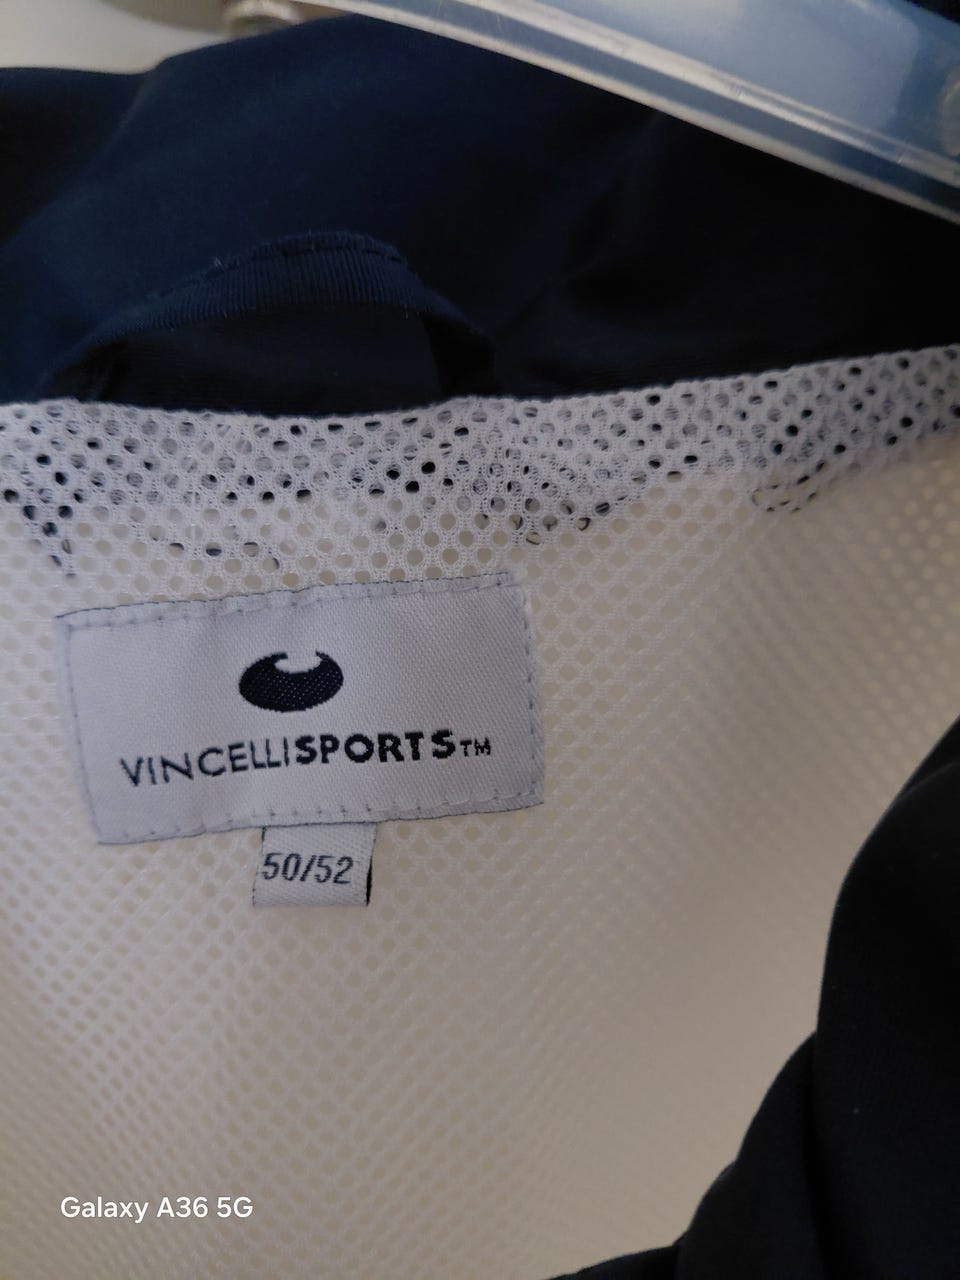 VINCELLISPORTS™
50/52
Galaxy A36 5G